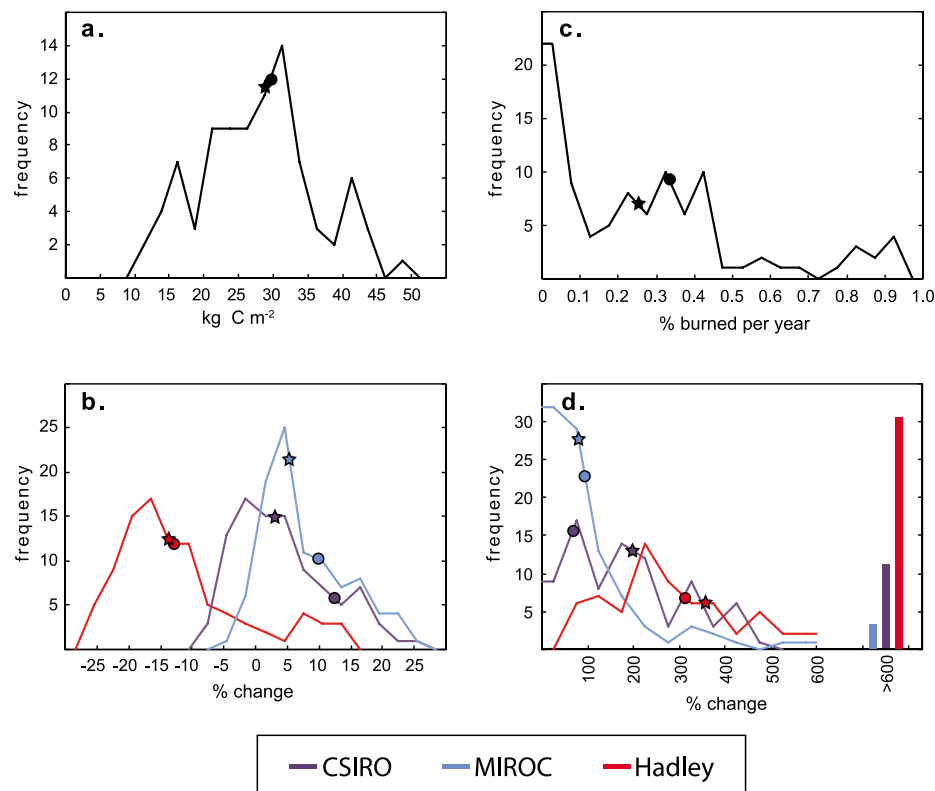 a.
14
12
10
8
6
4
2
frequency
0 5 10 15 20 25 30 35 40 45 50
kg C m-2
c.
20
15
10
5
frequency
0 0.1 0.2 0.3 0.4 0.5 0.6 0.7 0.8 0.9 1.0
% burned per year
b.
25
20
15
10
5
frequency
-25 -20 -15 -10 -5 0 5 10 15 20 25
% change
d.
30
25
20
15
10
5
frequency
100 200 300 400 500 600 >600
% change
CSIRO MIROC Hadley